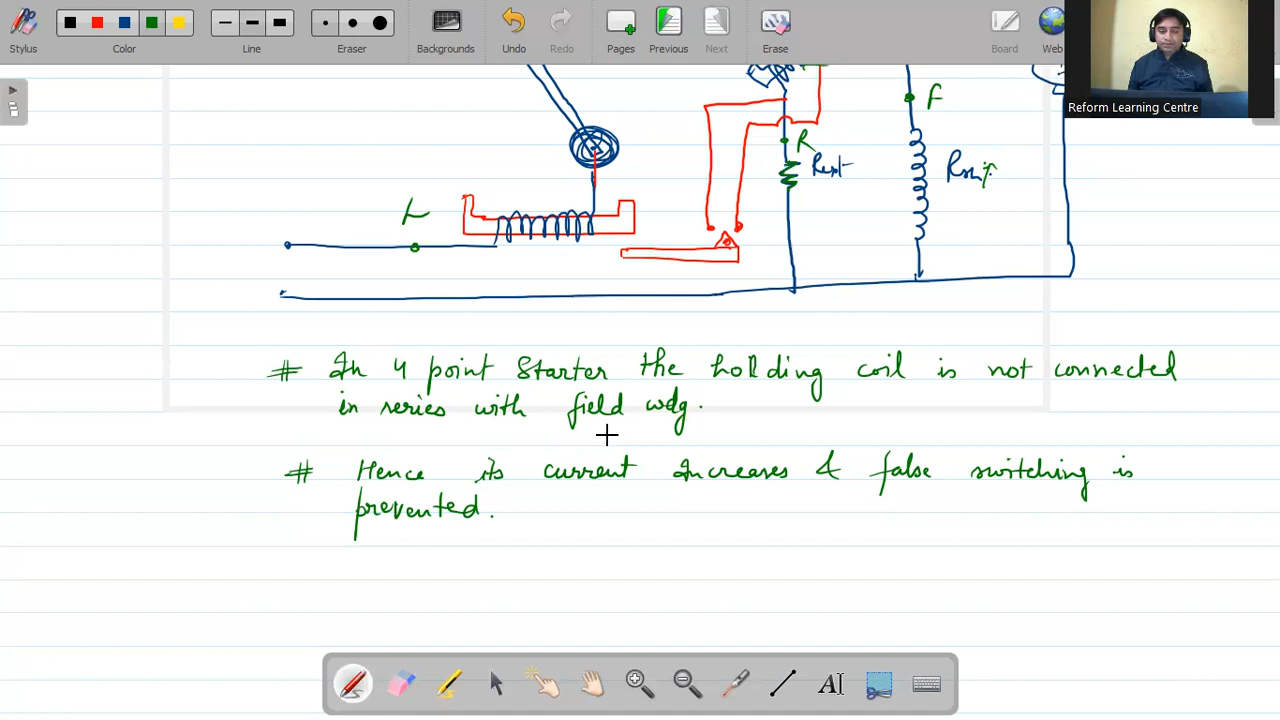 Stylus
Color
Line
Eraser
Backgrounds
Undo
Redo
Pages
Previous
Next
Erase
Board
Web
Reform Learning Centre
F
R
Rext
Rsh↑
L
# In 4 point Starter the holding coil is not connected
in series with field wdg.
# Hence its current increases & false switching is
prevented.